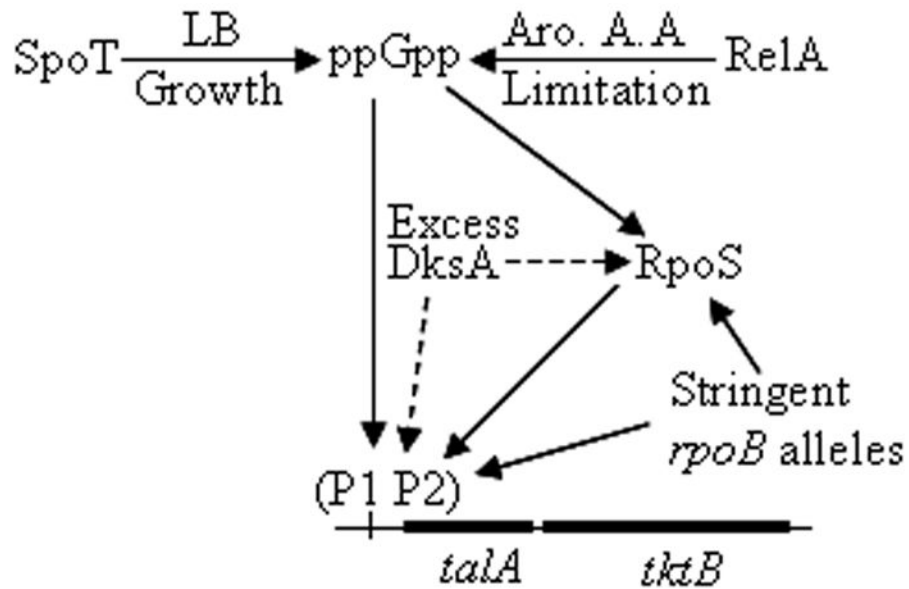 SpoT LB ppGpp Aro. A.A RelA
Growth Limitation
Excess
DksA RpoS
Stringent
rpoB alleles
(P1 P2)
talA tktB